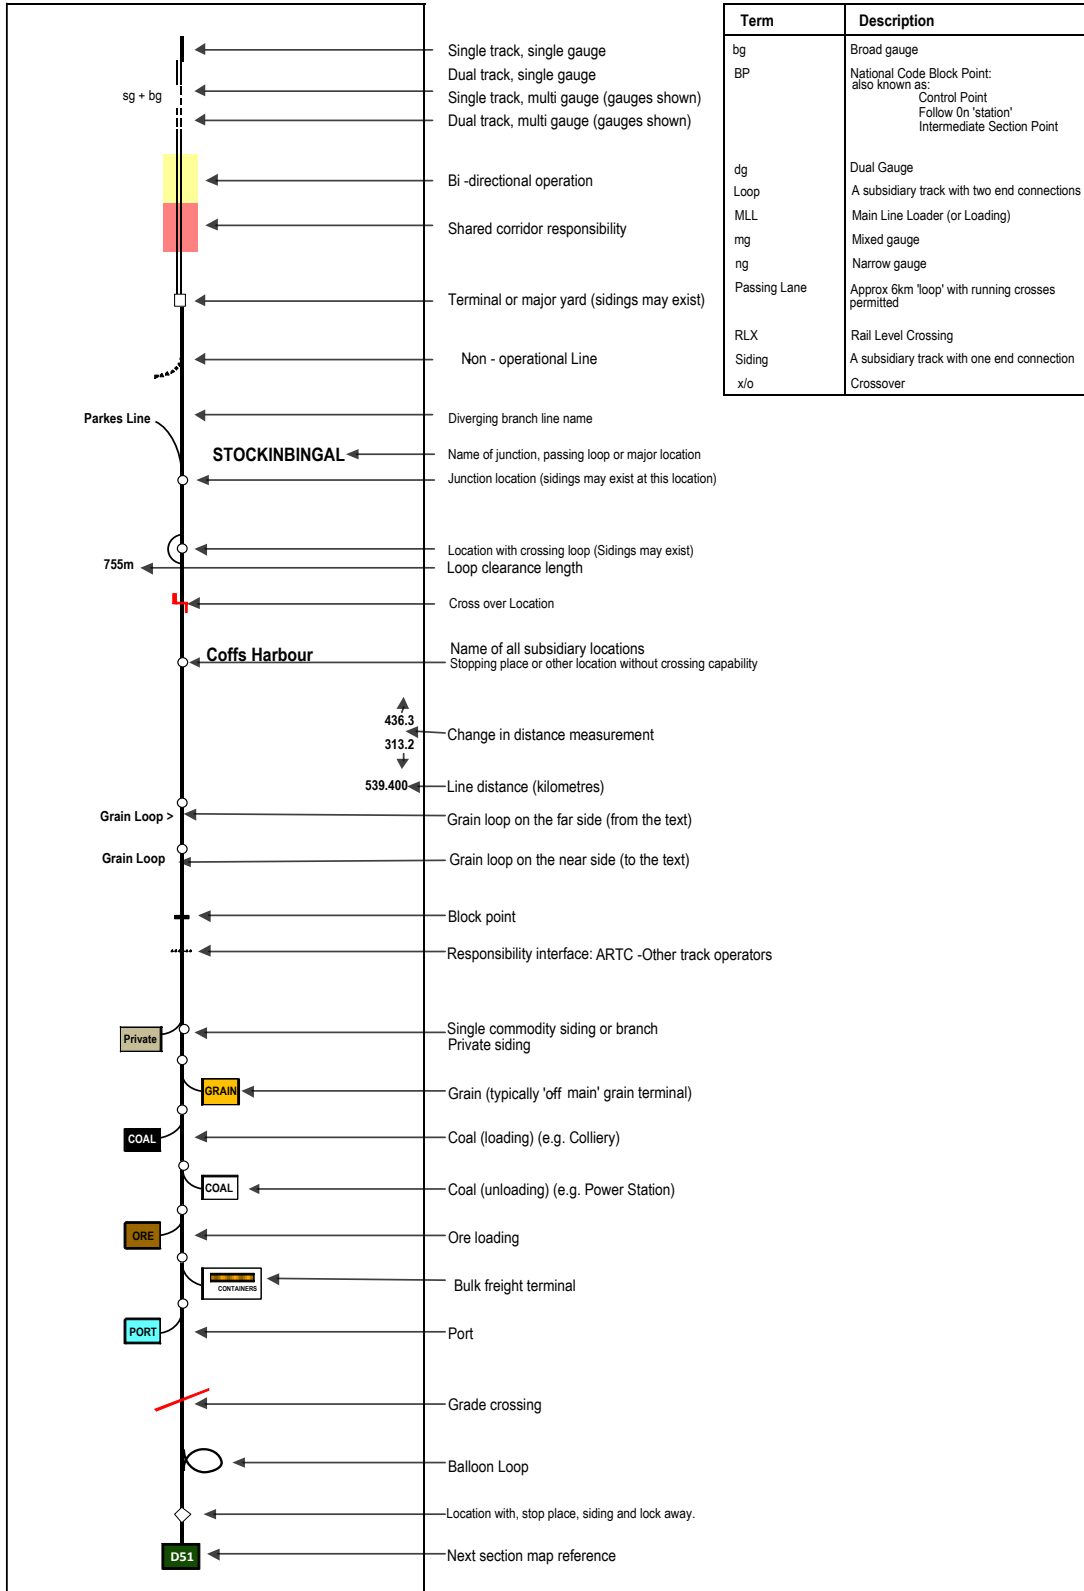 Single track, single gauge
Dual track, single gauge
sg + bg
Single track, multi gauge (gauges shown)
Dual track, multi gauge (gauges shown)
Bi -directional operation
Shared corridor responsibility
Terminal or major yard (sidings may exist)
Non - operational Line
Parkes Line
Diverging branch line name
STOCKINBINGAL
Name of junction, passing loop or major location
Junction location (sidings may exist at this location)
Location with crossing loop (Sidings may exist)
755m
Loop clearance length
Cross over Location
Coffs Harbour
Name of all subsidiary locations
Stopping place or other location without crossing capability
436.3
313.2
Change in distance measurement
539.400
Line distance (kilometres)
Grain Loop >
Grain loop on the far side (from the text)
Grain Loop
Grain loop on the near side (to the text)
Block point
Responsibility interface: ARTC -Other track operators
Private
Single commodity siding or branch
Private siding
GRAIN
Grain (typically 'off main' grain terminal)
COAL
Coal (loading) (e.g. Colliery)
COAL
Coal (unloading) (e.g. Power Station)
ORE
Ore loading
CONTAINERS
Bulk freight terminal
PORT
Port
Grade crossing
Balloon Loop
Location with, stop place, siding and lock away.
D51
Next section map reference
Term Description
bg Broad gauge
BP National Code Block Point:
also known as:
Control Point
Follow 0n 'station'
Intermediate Section Point
dg Dual Gauge
Loop A subsidiary track with two end connections
MLL Main Line Loader (or Loading)
mg Mixed gauge
ng Narrow gauge
Passing Lane Approx 6km 'loop' with running crosses
permitted
RLX Rail Level Crossing
Siding A subsidiary track with one end connection
x/o Crossover